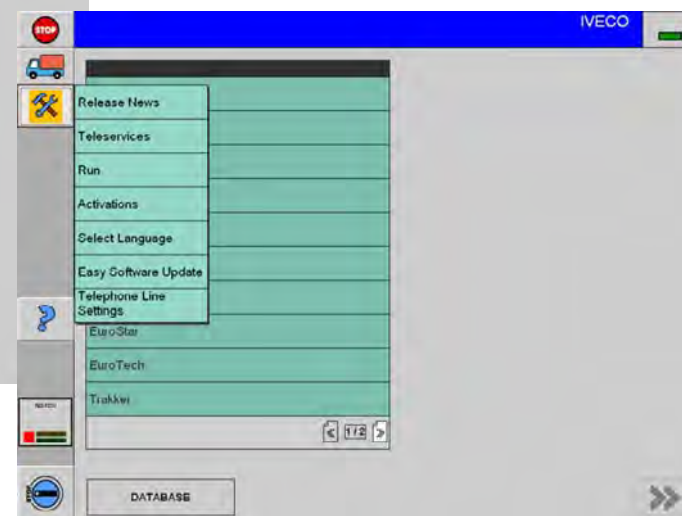 STOP
IVECO
Release News
Teleservices
Run
Activations
Select Language
Easy Software Update
Telephone Line
Settings
EuroStar
EuroTech
Trakker
1/2
STOP
DATABASE